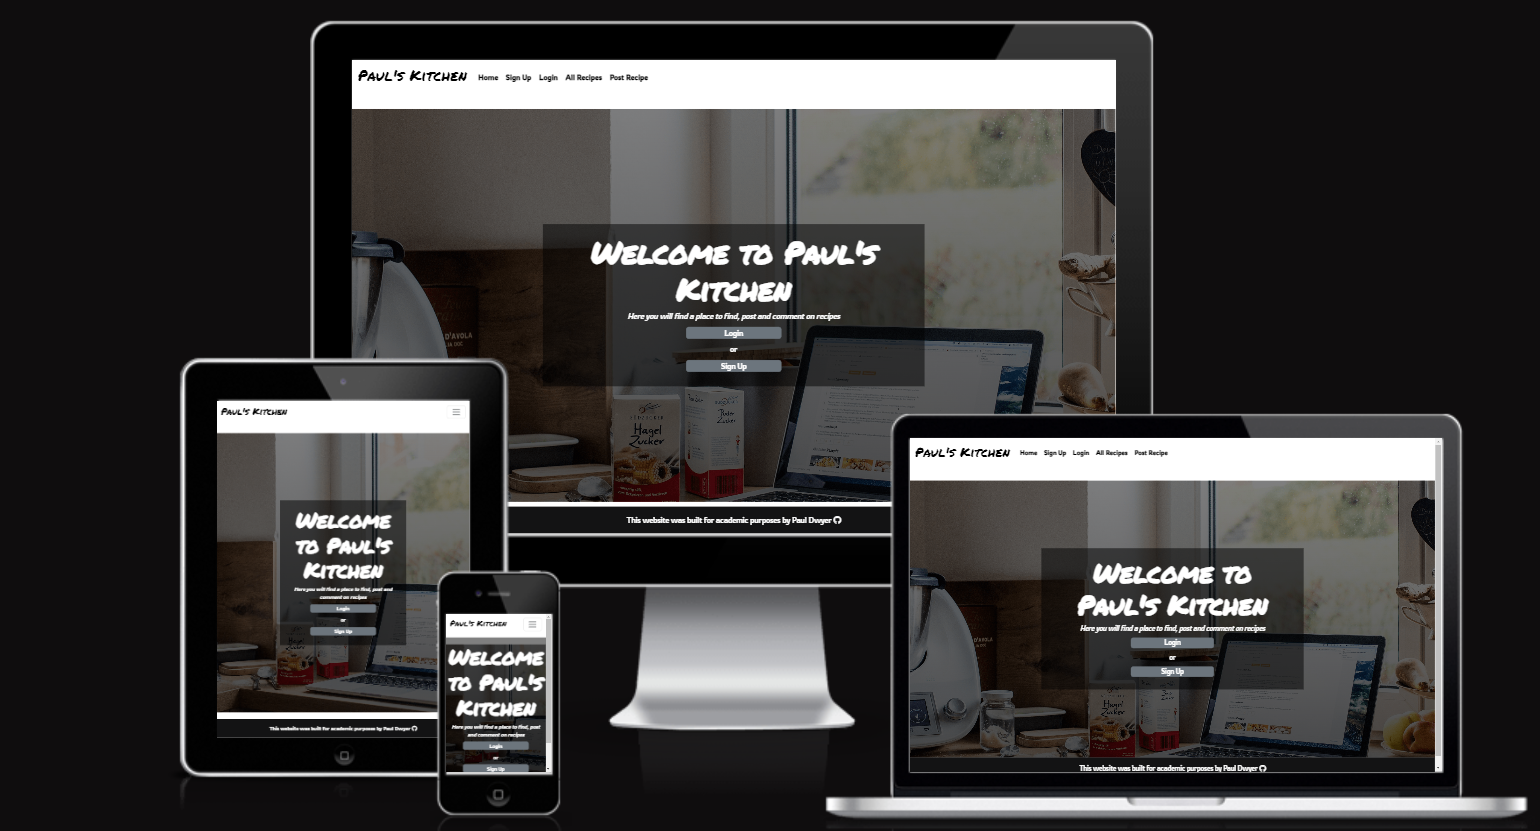 Paul's Kitchen Home Sign Up Login All Recipes Post Recipe
Welcome to Paul's
Kitchen
Here you will find a place to find, post and comment on recipes
Login
or
Sign Up
Hagel
Zucker
This website was built for academic purposes by Paul Dwyer
Paul's Kitchen
Welcome
to Paul's
Kitchen
Here you will find a place to find, post and
comment on recipes
Login
or
Sign Up
This website was built for academic purposes by Paul Dwyer
Paul's Kitchen
Welcome
to Paul's
Kitchen
Here you will find a place to find, post
and comment on recipes
Login
or
Sign Up
Paul's Kitchen Home Sign Up Login All Recipes Post Recipe
Welcome to
Paul's Kitchen
Here you will find a place to find, post and comment on recipes
Login
or
Sign Up
Hagel
Zucker
This website was built for academic purposes by Paul Dwyer